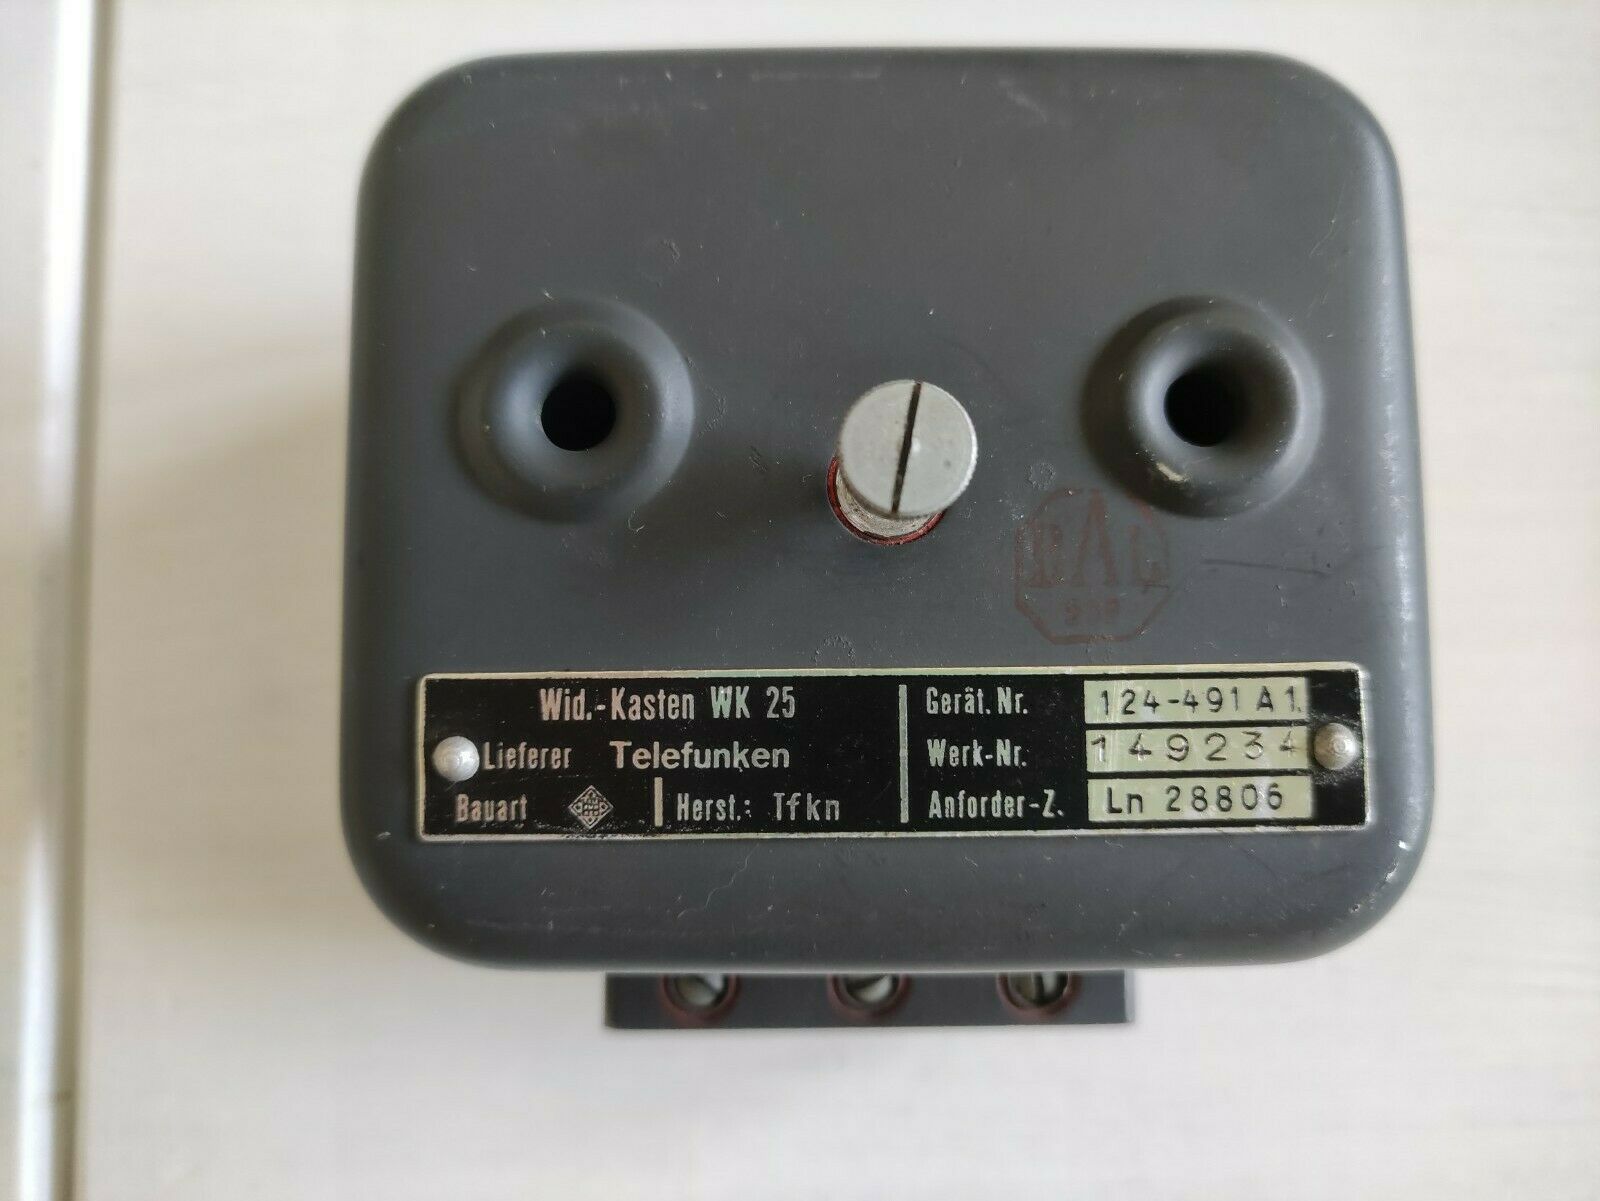 BAL
Wid.-Kasten WK 25
Lieferer Telefunken
Bauart
Herst.: Tfkn
Gerät. Nr. 124-491 A1.
Werk-Nr. 149234
Anforder-Z. Ln 28806